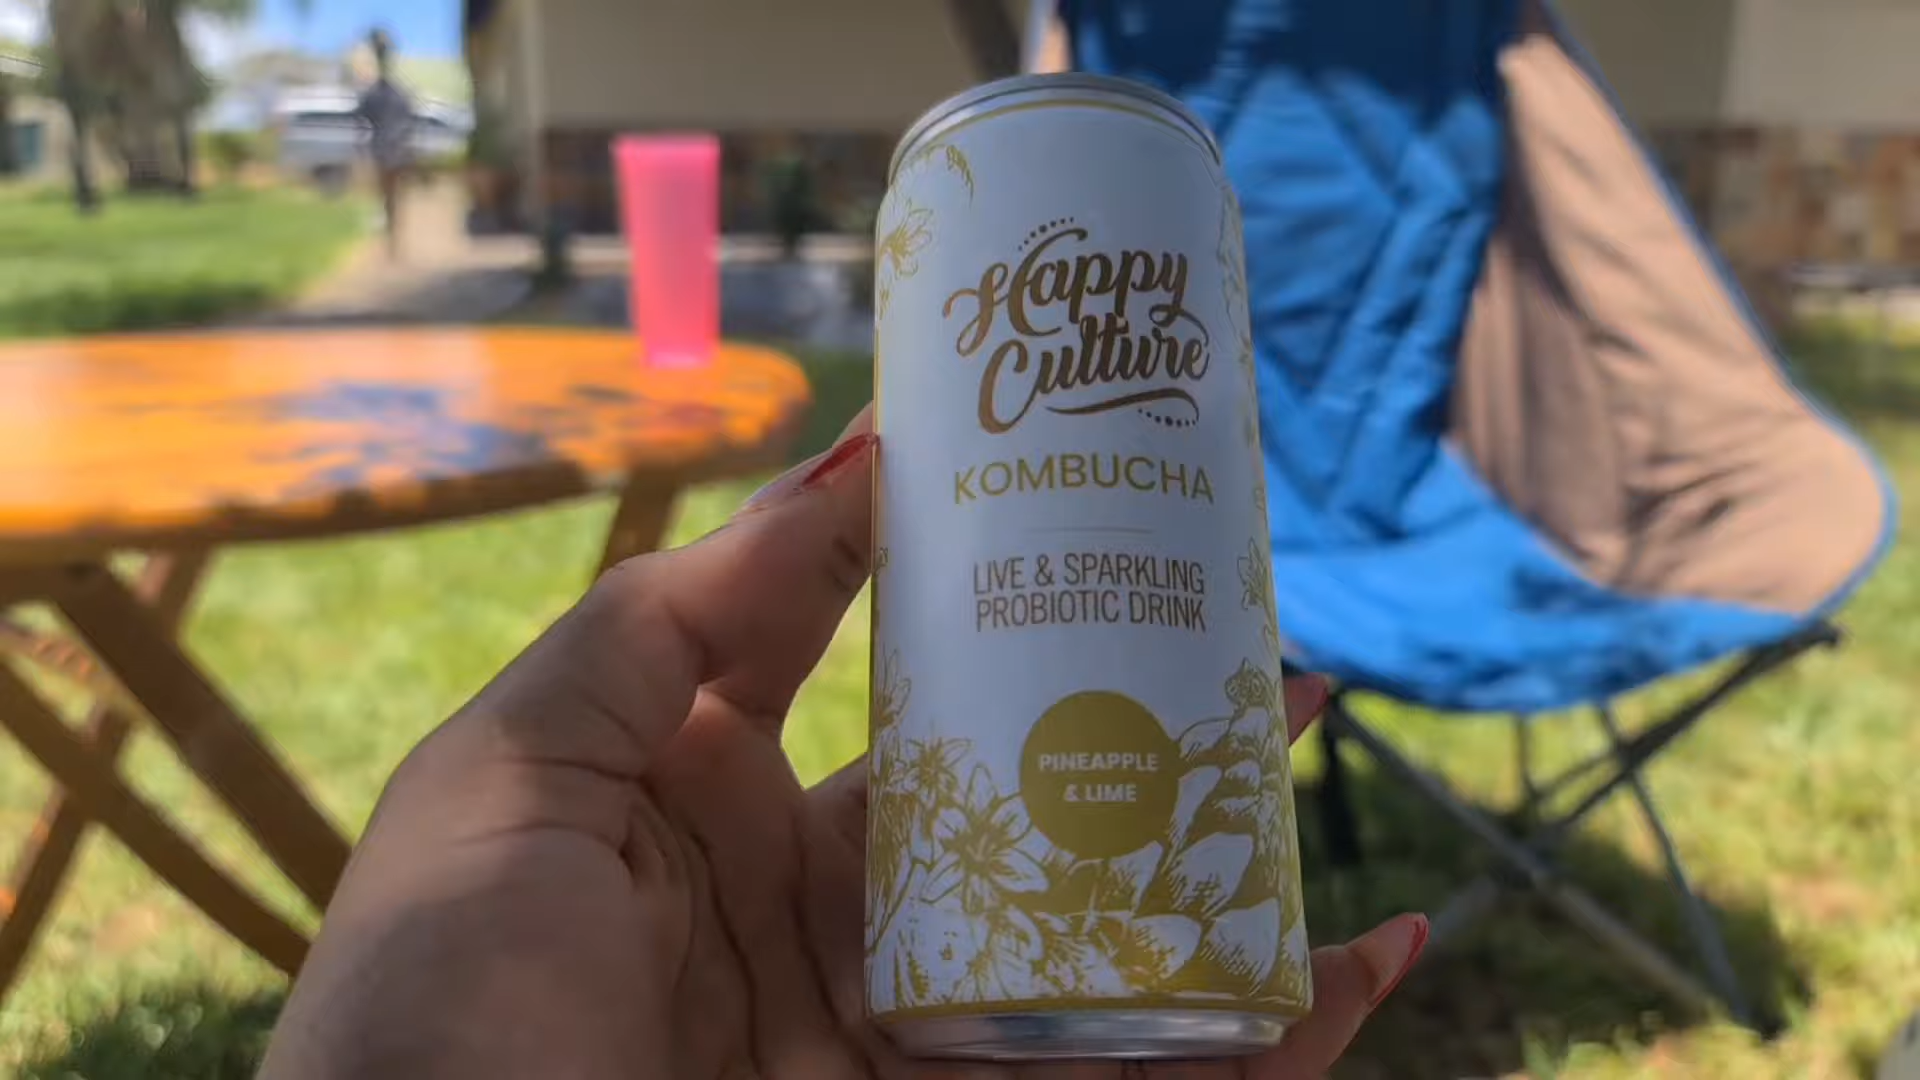 Happy
Culture
KOMBUCHA
LIVE & SPARKLING
PROBIOTIC DRINK
PINEAPPLE
& LIME